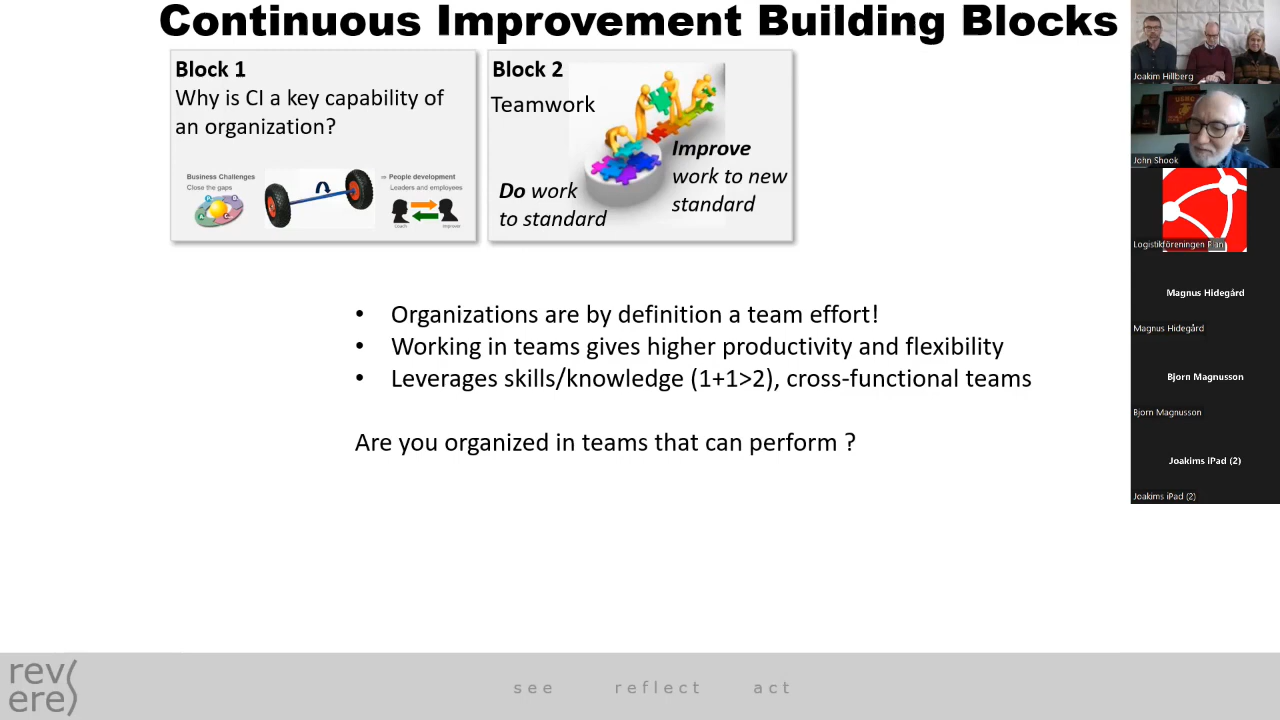 Continuous Improvement Building Blocks
Block 1
Why is CI a key capability of
an organization?
Business Challenges
Close the gaps
⇒ People development
Leaders and employees
Coach
Improver
Block 2
Teamwork
Do work
to standard
Improve
work to new
standard
• Organizations are by definition a team effort!
• Working in teams gives higher productivity and flexibility
• Leverages skills/knowledge (1+1>2), cross-functional teams
Are you organized in teams that can perform ?
Joakim Hillberg
John Shook
Logistikföreningen Plan
Magnus Hidegård
Magnus Hidegård
Bjorn Magnusson
Bjorn Magnusson
Joakims iPad (2)
Joakims iPad (2)
rev
ere
see reflect act